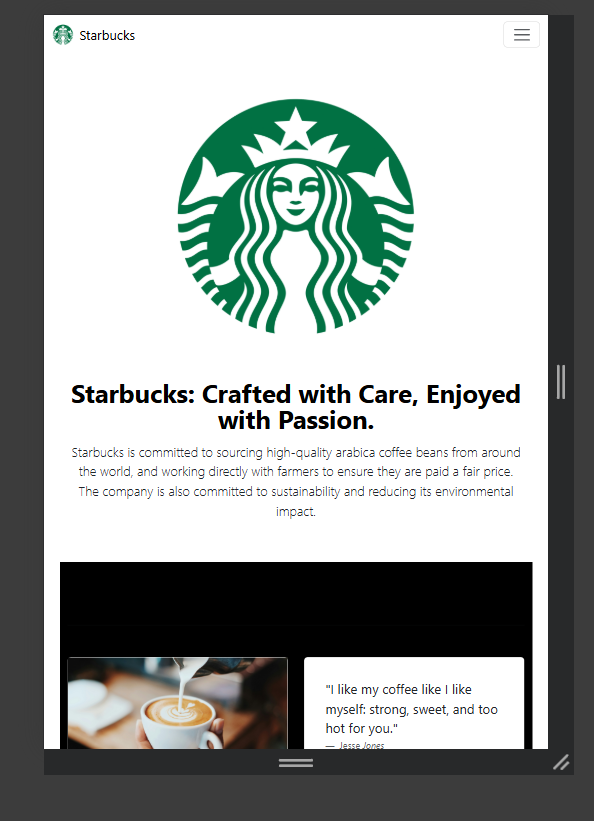 Starbucks
Starbucks: Crafted with Care, Enjoyed
with Passion.
Starbucks is committed to sourcing high-quality arabica coffee beans from around
the world, and working directly with farmers to ensure they are paid a fair price.
The company is also committed to sustainability and reducing its environmental
impact.
"I like my coffee like I like
myself: strong, sweet, and too
hot for you."
— Jesse Jones